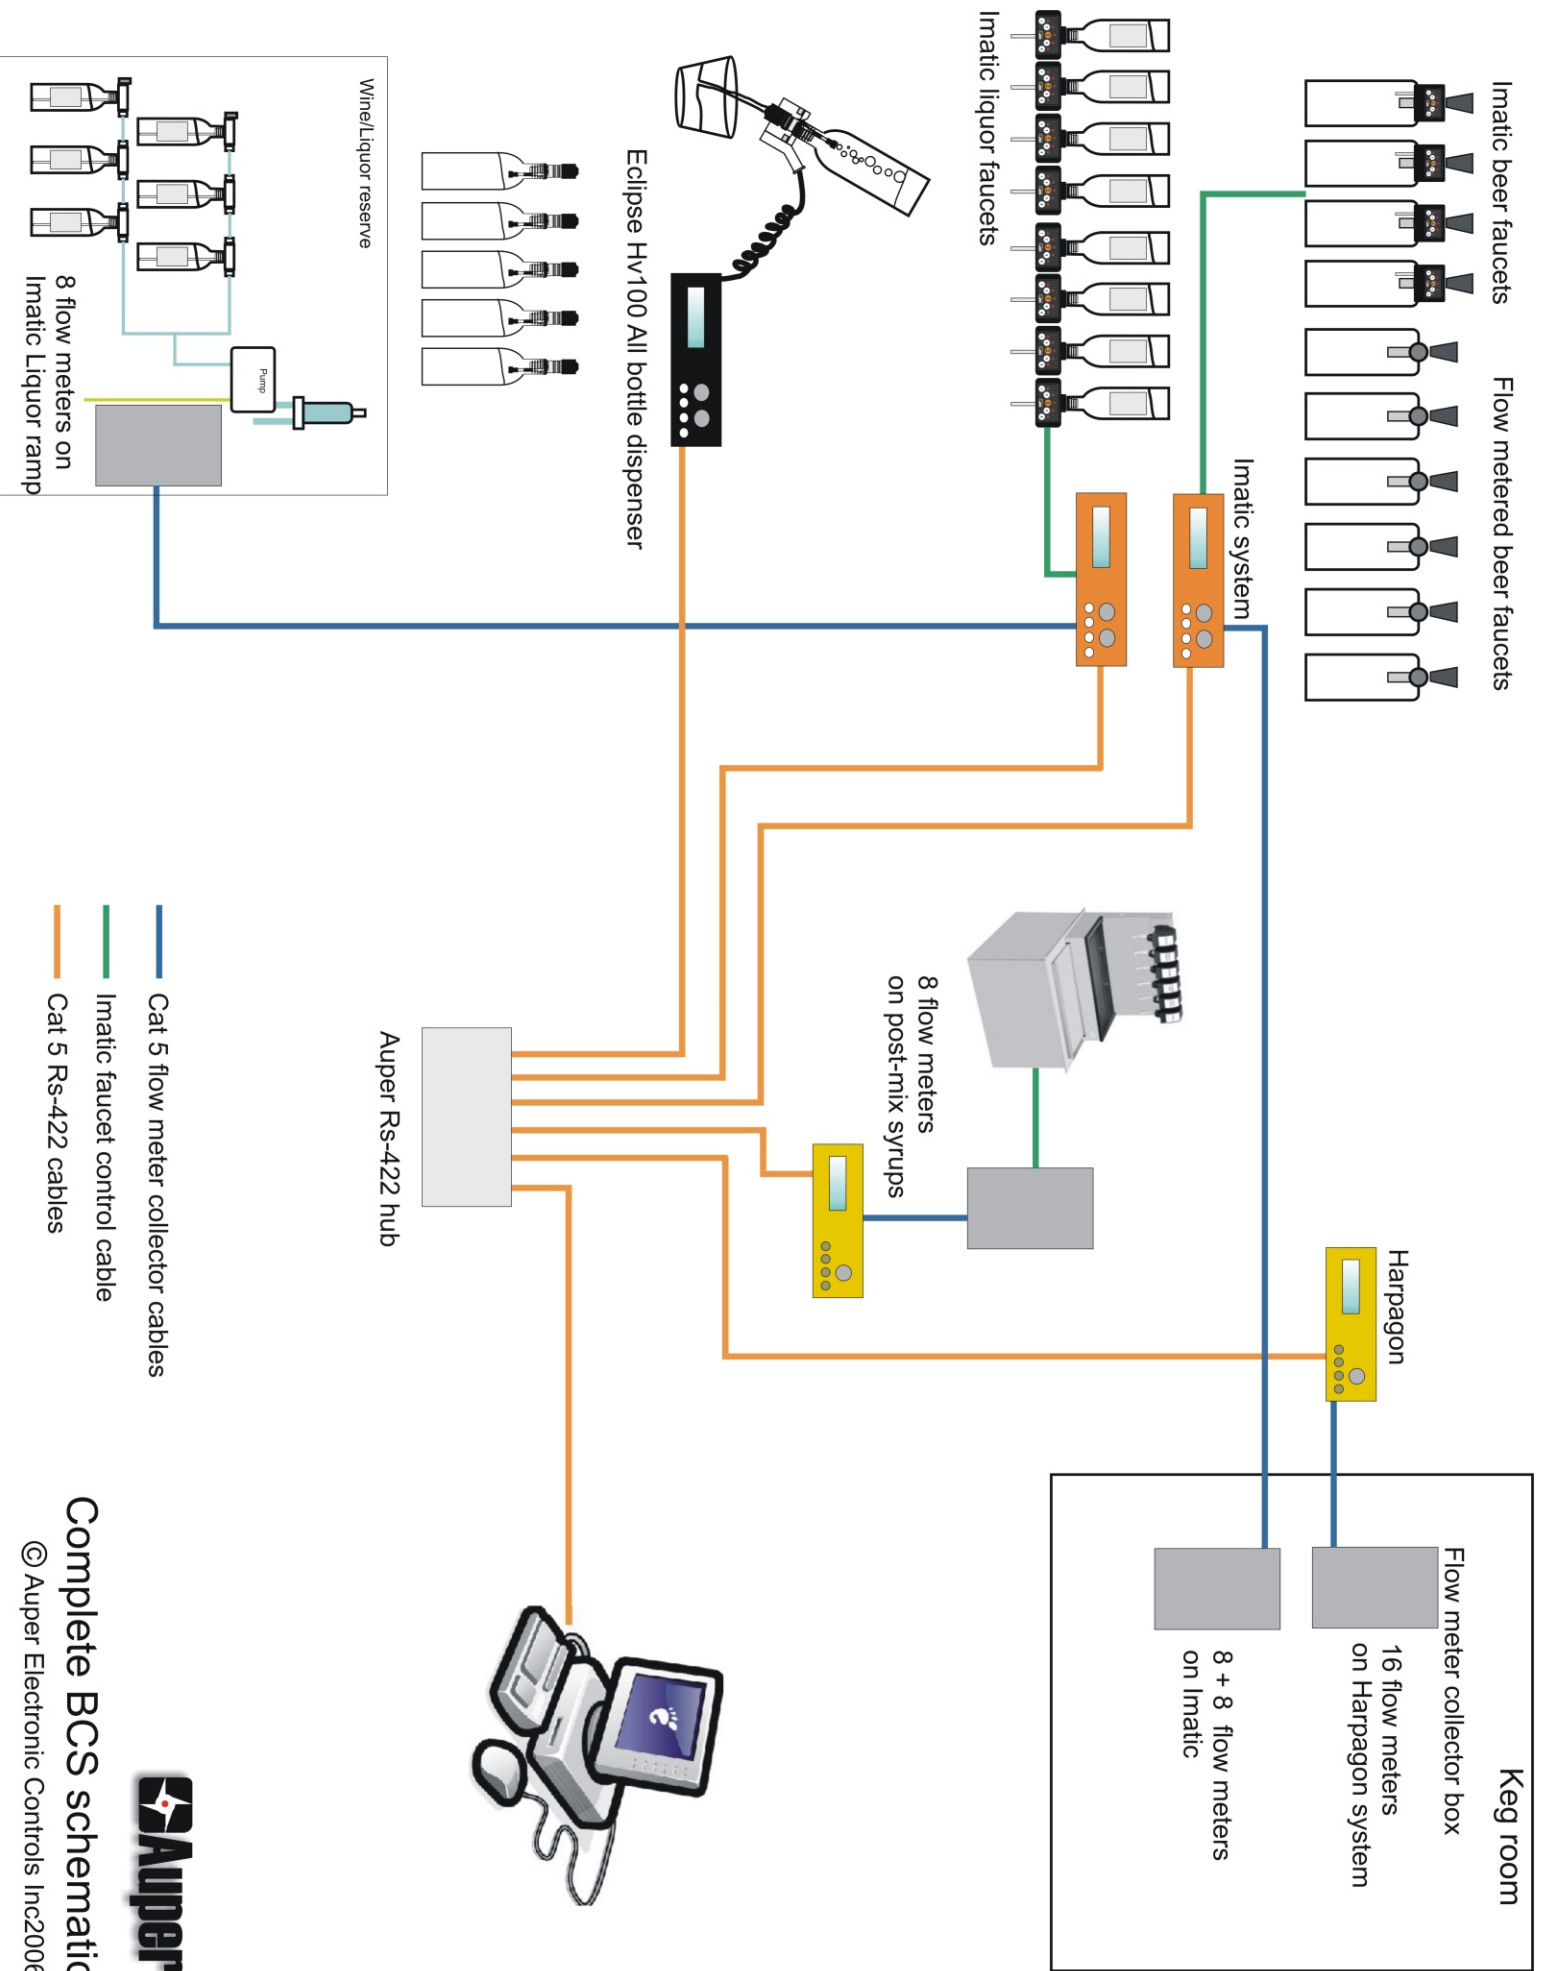 Imatic beer faucets
Flow metered beer faucets
Keg room
Flow meter collector box
16 flow meters
on Harpagon system
8 + 8 flow meters
on Imatic
Harpagon
Imatic system
Imatic liquor faucets
8 flow meters
on post-mix syrups
Eclipse Hv100 All bottle dispenser
Auper Rs-422 hub
Wine/Liquor reserve
Pump
8 flow meters on
Imatic Liquor ramp
Cat 5 flow meter collector cables
Imatic faucet control cable
Cat 5 Rs-422 cables
Auper
Complete BCS schematic
© Auper Electronic Controls Inc2006